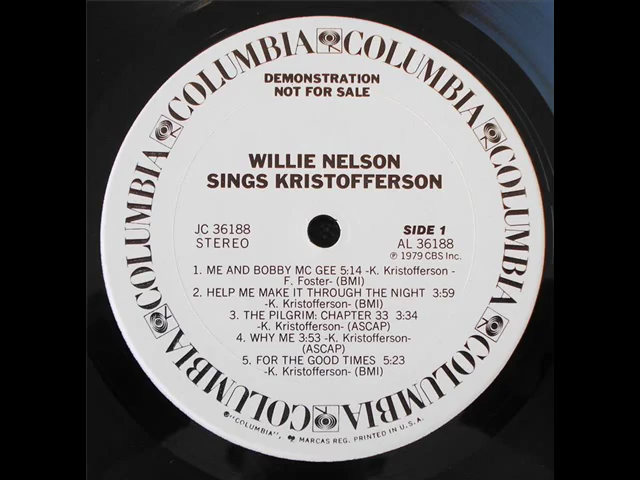 COLUMBIA COLUMBIA COLUMBIA COLUMBIA COLUMBIA COLUMBIA COLUMBIA COLUMBIA
DEMONSTRATION
NOT FOR SALE
WILLIE NELSON
SINGS KRISTOFFERSON
JC 36188
STEREO
SIDE 1
AL 36188
℗ 1979 CBS Inc.
1. ME AND BOBBY MC GEE 5:14 -K. Kristofferson -
F. Foster- (BMI)
2. HELP ME MAKE IT THROUGH THE NIGHT 3:59
-K. Kristofferson- (BMI)
3. THE PILGRIM: CHAPTER 33 3:34
-K. Kristofferson- (ASCAP)
4. WHY ME 3:53 -K. Kristofferson-
(ASCAP)
5. FOR THE GOOD TIMES 5:23
-K. Kristofferson- (BMI)
®"COLUMBIA", MARCAS REG. PRINTED IN U.S.A.